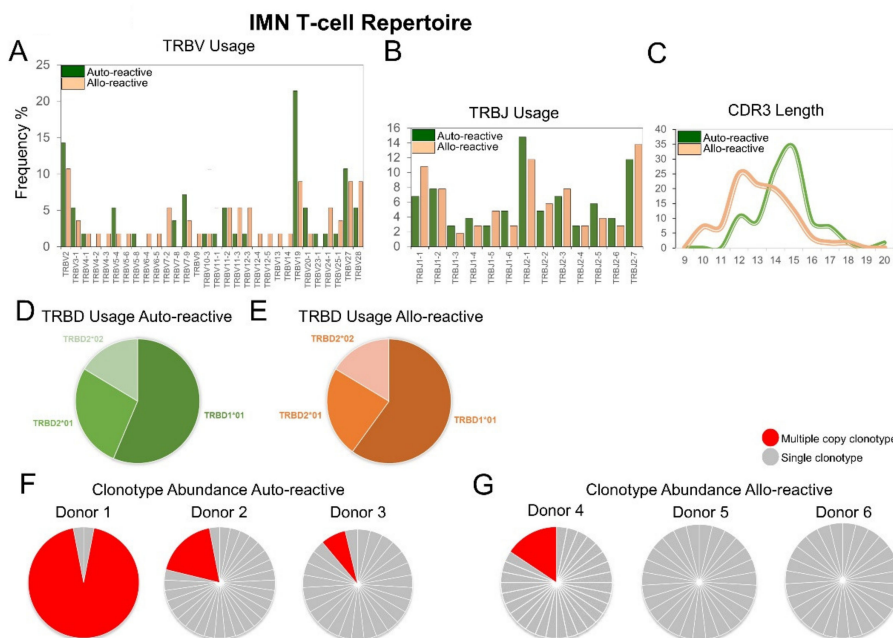 IMN T-cell Repertoire
A
TRBV Usage
Frequency %
25
20
15
10
5
0
Auto-reactive
Allo-reactive
TRBV2
TRBV3-1
TRBV4-1
TRBV4-2
TRBV4-3
TRBV5-4
TRBV5-6
TRBV5-8
TRBV6-4
TRBV6-5
TRBV7-2
TRBV7-8
TRBV7-9
TRBV9
TRBV10-3
TRBV11-1
TRBV11-2
TRBV11-3
TRBV12-3
TRBV12-4
TRBV12-5
TRBV13
TRBV14
TRBV19
TRBV20-1
TRBV23-1
TRBV24-1
TRBV25-1
TRBV27
TRBV28
B
TRBJ Usage
16
14
12
10
8
6
4
2
0
Auto-reactive
Allo-reactive
TRBJ1-1
TRBJ1-2
TRBJ1-3
TRBJ1-4
TRBJ1-5
TRBJ1-6
TRBJ2-1
TRBJ2-2
TRBJ2-3
TRBJ2-4
TRBJ2-5
TRBJ2-6
TRBJ2-7
C
CDR3 Length
40
35
30
25
20
15
10
5
0
Auto-reactive
Allo-reactive
9 10 11 12 13 14 15 16 17 18 19 20
D
TRBD Usage Auto-reactive
TRBD2*02
TRBD2*01
TRBD1*01
E
TRBD Usage Allo-reactive
TRBD2*02
TRBD2*01
TRBD1*01
Multiple copy clonotype
Single clonotype
F
Clonotype Abundance Auto-reactive
Donor 1
Donor 2
Donor 3
G
Clonotype Abundance Allo-reactive
Donor 4
Donor 5
Donor 6